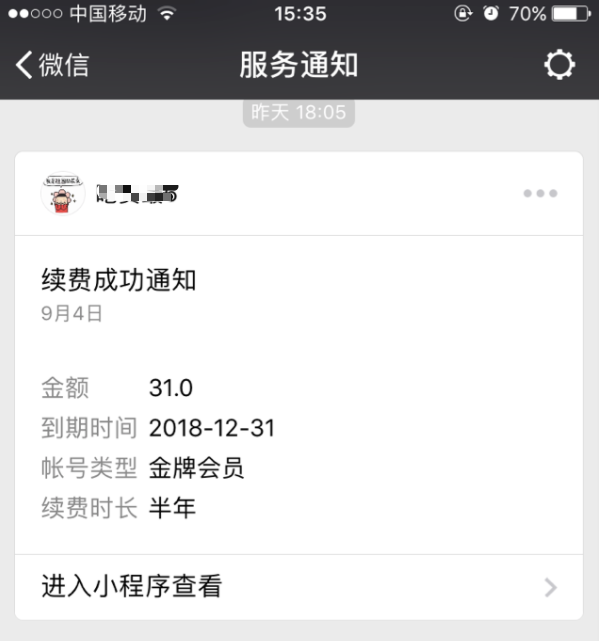 中国移动
15:35
70%
微信
服务通知
昨天 18:05
续费成功通知
9月4日
金额 31.0
到期时间 2018-12-31
帐号类型 金牌会员
续费时长 半年
进入小程序查看